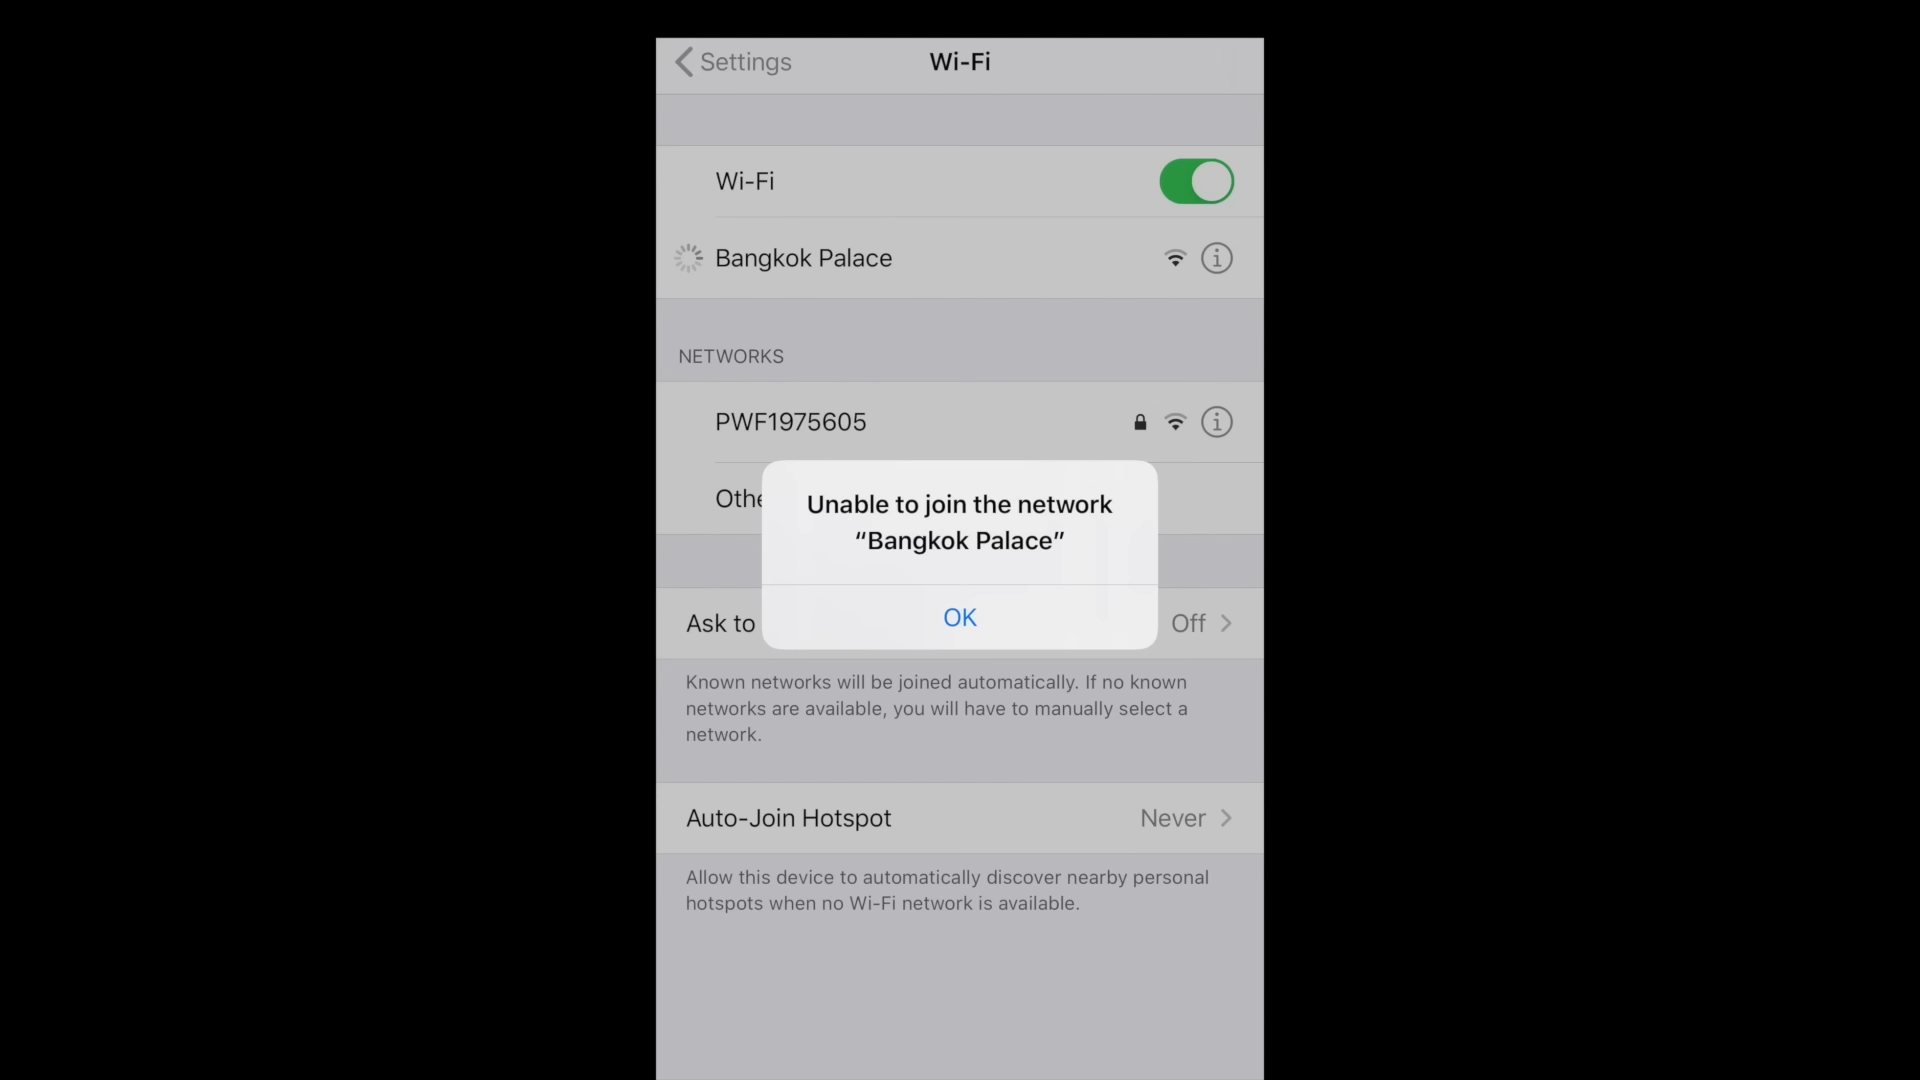 Settings
Wi-Fi
Wi-Fi
Bangkok Palace
NETWORKS
PWF1975605
Unable to join the network
“Bangkok Palace”
OK
Ask to
Off
Known networks will be joined automatically. If no known
networks are available, you will have to manually select a
network.
Auto-Join Hotspot
Never
Allow this device to automatically discover nearby personal
hotspots when no Wi-Fi network is available.